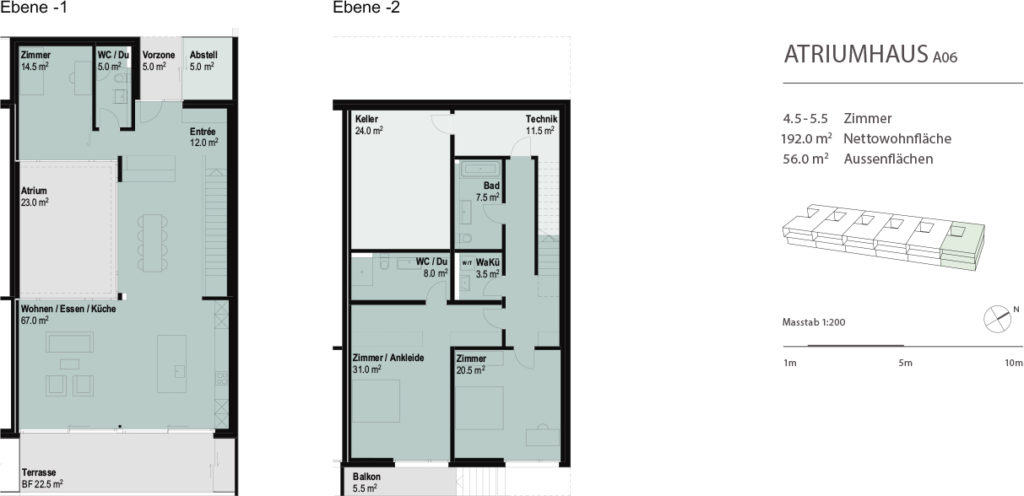 Ebene -1
Zimmer
14.5 m²
WC / Du
5.0 m²
Vorzone
5.0 m²
Abstell
5.0 m²
Entrée
12.0 m²
Atrium
23.0 m²
Wohnen / Essen / Küche
67.0 m²
Terrasse
BF 22.5 m²
Ebene -2
Keller
24.0 m²
Technik
11.5 m²
Bad
7.5 m²
WC / Du
8.0 m²
W/T
WaKü
3.5 m²
Zimmer / Ankleide
31.0 m²
Zimmer
20.5 m²
Balkon
5.5 m²
ATRIUMHAUS A06
4.5 - 5.5 Zimmer
192.0 m² Nettowohnfläche
56.0 m² Aussenflächen
N
Masstab 1:200
1m 5m 10m